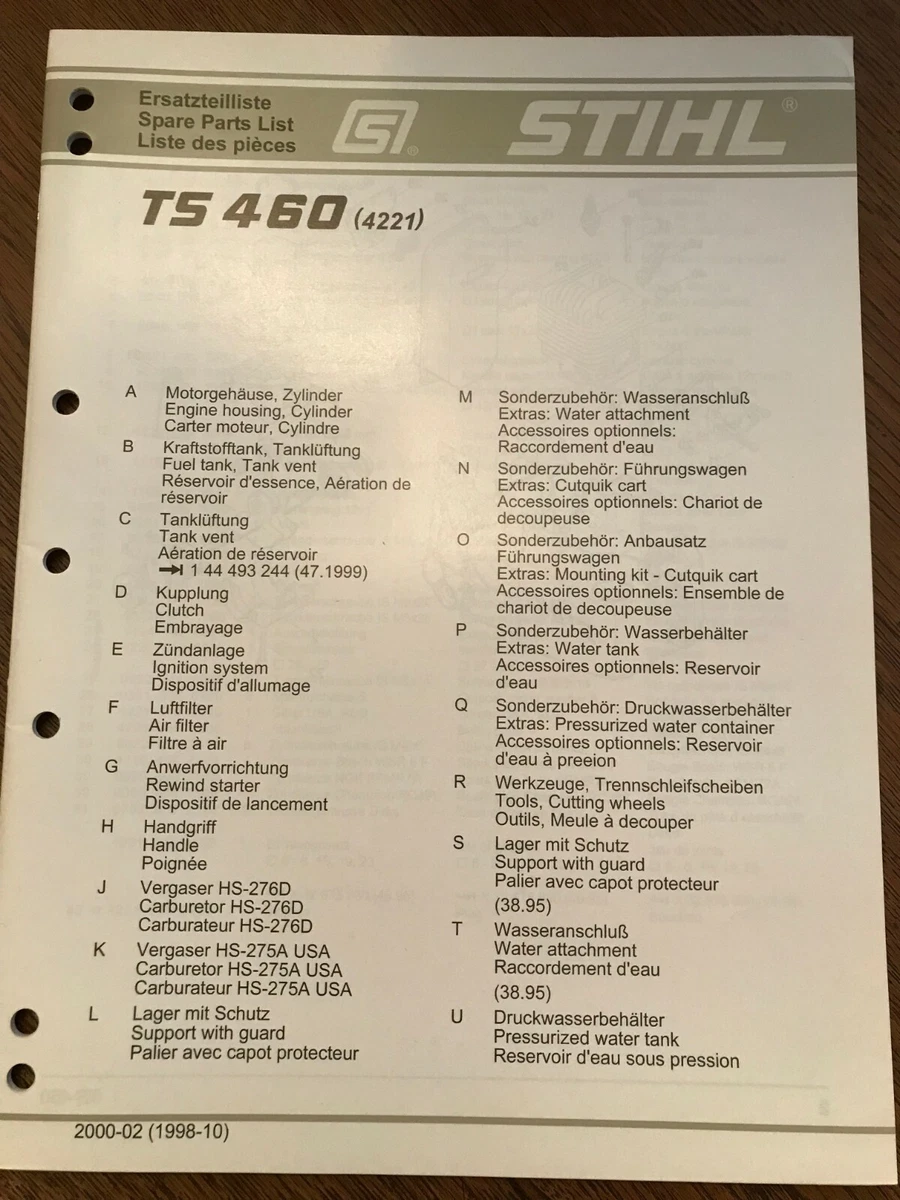 Ersatzteilliste
Spare Parts List
Liste des pièces
STIHL®
TS 460 (4221)
A Motorgehäuse, Zylinder
Engine housing, Cylinder
Carter moteur, Cylindre
B Kraftstofftank, Tanklüftung
Fuel tank, Tank vent
Réservoir d'essence, Aération de
réservoir
C Tanklüftung
Tank vent
Aération de réservoir
1 44 493 244 (47.1999)
D Kupplung
Clutch
Embrayage
E Zündanlage
Ignition system
Dispositif d'allumage
F Luftfilter
Air filter
Filtre à air
G Anwerfvorrichtung
Rewind starter
Dispositif de lancement
H Handgriff
Handle
Poignée
J Vergaser HS-276D
Carburetor HS-276D
Carburateur HS-276D
K Vergaser HS-275A USA
Carburetor HS-275A USA
Carburateur HS-275A USA
L Lager mit Schutz
Support with guard
Palier avec capot protecteur
M Sonderzubehör: Wasseranschluß
Extras: Water attachment
Accessoires optionnels:
Raccordement d'eau
N Sonderzubehör: Führungswagen
Extras: Cutquik cart
Accessoires optionnels: Chariot de
decoupeuse
O Sonderzubehör: Anbausatz
Führungswagen
Extras: Mounting kit - Cutquik cart
Accessoires optionnels: Ensemble de
chariot de decoupeuse
P Sonderzubehör: Wasserbehälter
Extras: Water tank
Accessoires optionnels: Reservoir
d'eau
Q Sonderzubehör: Druckwasserbehälter
Extras: Pressurized water container
Accessoires optionnels: Reservoir
d'eau à preeion
R Werkzeuge, Trennschleifscheiben
Tools, Cutting wheels
Outils, Meule à decouper
S Lager mit Schutz
Support with guard
Palier avec capot protecteur
(38.95)
T Wasseranschluß
Water attachment
Raccordement d'eau
(38.95)
U Druckwasserbehälter
Pressurized water tank
Reservoir d'eau sous pression
2000-02 (1998-10)